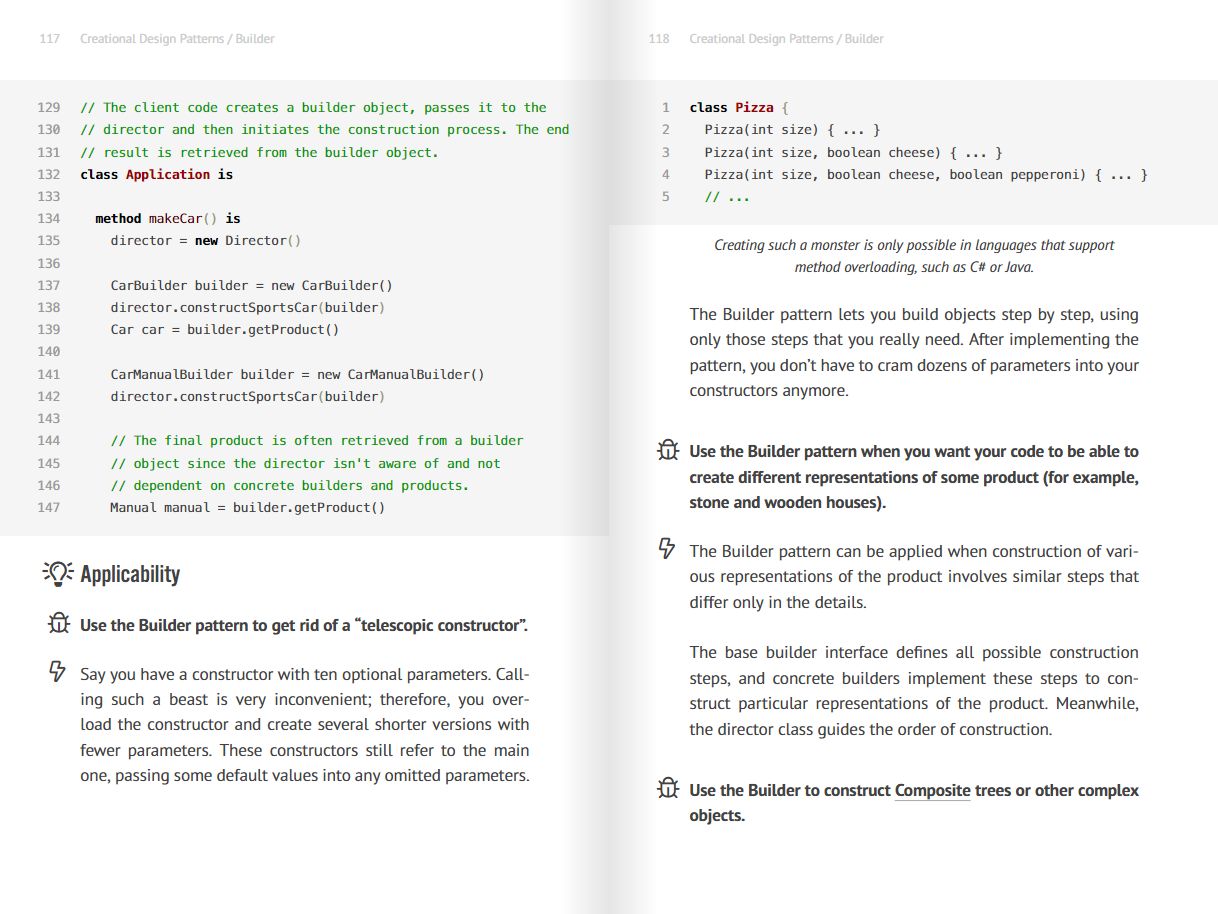 117 Creational Design Patterns / Builder
129 // The client code creates a builder object, passes it to the
130 // director and then initiates the construction process. The end
131 // result is retrieved from the builder object.
132 class Application is
133
134 method makeCar() is
135 director = new Director()
136
137 CarBuilder builder = new CarBuilder()
138 director.constructSportsCar(builder)
139 Car car = builder.getProduct()
140
141 CarManualBuilder builder = new CarManualBuilder()
142 director.constructSportsCar(builder)
143
144 // The final product is often retrieved from a builder
145 // object since the director isn't aware of and not
146 // dependent on concrete builders and products.
147 Manual manual = builder.getProduct()
Applicability
Use the Builder pattern to get rid of a “telescopic constructor”.
Say you have a constructor with ten optional parameters. Call-
ing such a beast is very inconvenient; therefore, you over-
load the constructor and create several shorter versions with
fewer parameters. These constructors still refer to the main
one, passing some default values into any omitted parameters.
118 Creational Design Patterns / Builder
1 class Pizza {
2 Pizza(int size) { ... }
3 Pizza(int size, boolean cheese) { ... }
4 Pizza(int size, boolean cheese, boolean pepperoni) { ... }
5 // ...
Creating such a monster is only possible in languages that support
method overloading, such as C# or Java.
The Builder pattern lets you build objects step by step, using
only those steps that you really need. After implementing the
pattern, you don’t have to cram dozens of parameters into your
constructors anymore.
Use the Builder pattern when you want your code to be able to
create different representations of some product (for example,
stone and wooden houses).
The Builder pattern can be applied when construction of vari-
ous representations of the product involves similar steps that
differ only in the details.
The base builder interface defines all possible construction
steps, and concrete builders implement these steps to con-
struct particular representations of the product. Meanwhile,
the director class guides the order of construction.
Use the Builder to construct Composite trees or other complex
objects.